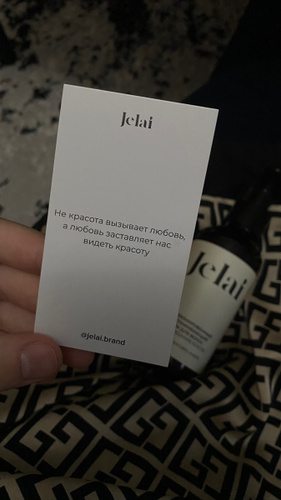 Jelai
Не красота вызывает любовь,
а любовь заставляет нас
видеть красоту
@jelai.brand
Jelai